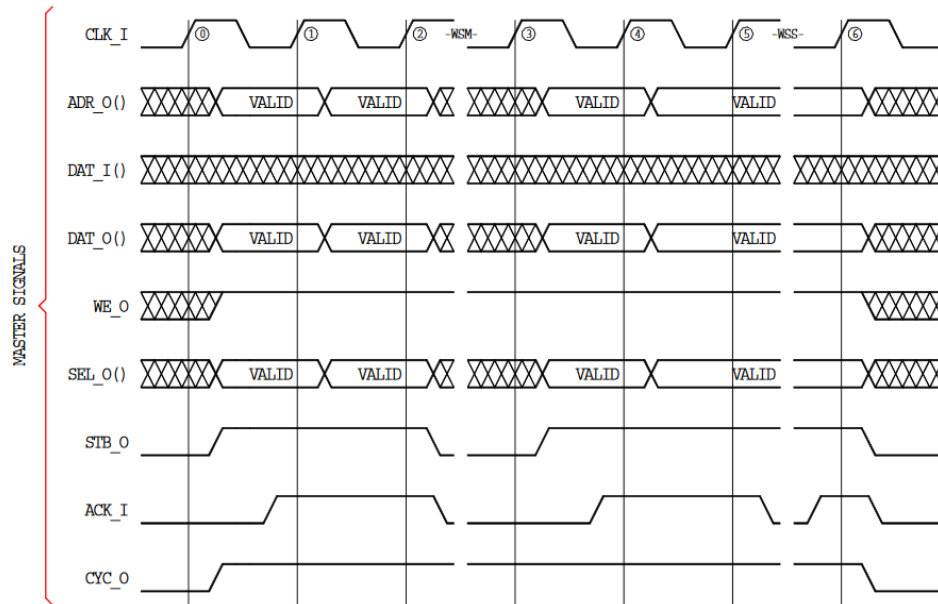 MASTER SIGNALS
CLK_I ⓪ ① ② -WSM- ③ ④ ⑤ -WSS- ⑥
ADR_O() VALID VALID VALID VALID
DAT_I()
DAT_O() VALID VALID VALID VALID
WE_O
SEL_O() VALID VALID VALID VALID
STB_O
ACK_I
CYC_O